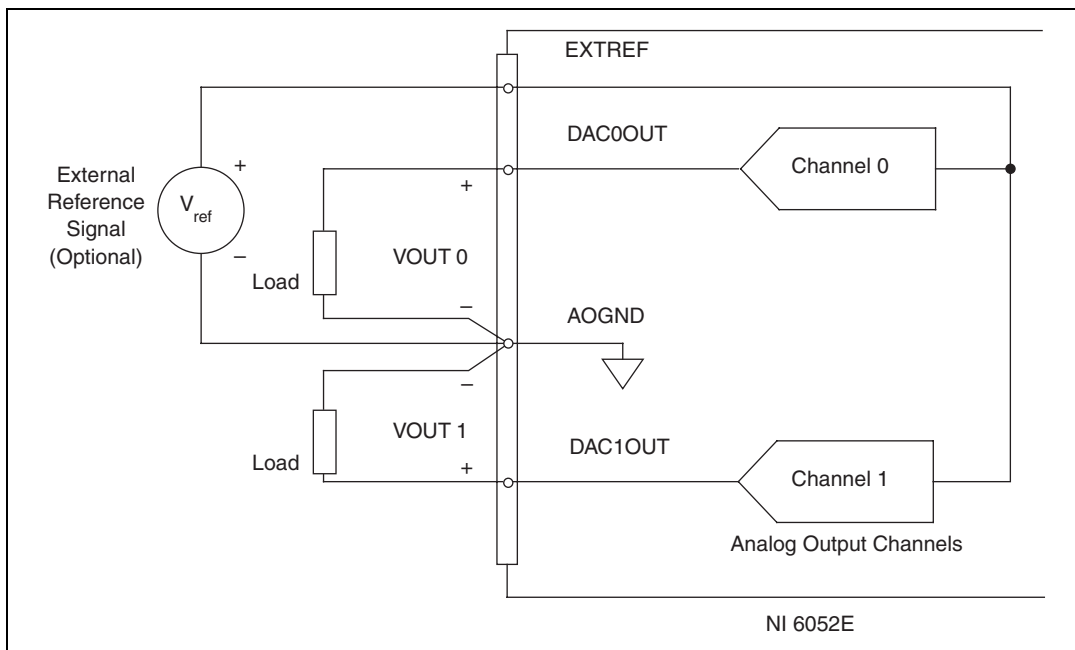 EXTREF
DAC0OUT
Channel 0
+
External
Reference
Signal
(Optional)
Vref
+
–
VOUT 0
Load
–
AOGND
–
VOUT 1
Load
+
DAC1OUT
Channel 1
Analog Output Channels
NI 6052E